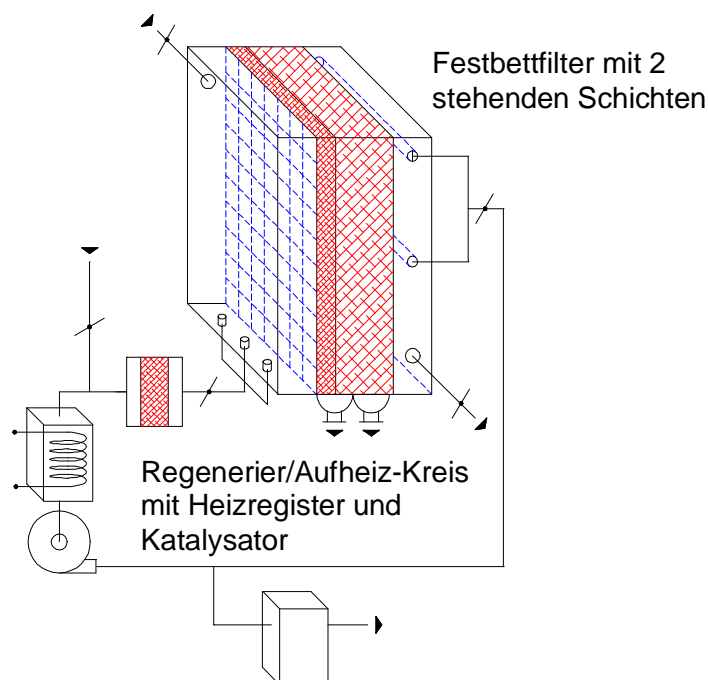 Festbettfilter mit 2
stehenden Schichten
Regenerier/Aufheiz-Kreis
mit Heizregister und
Katalysator